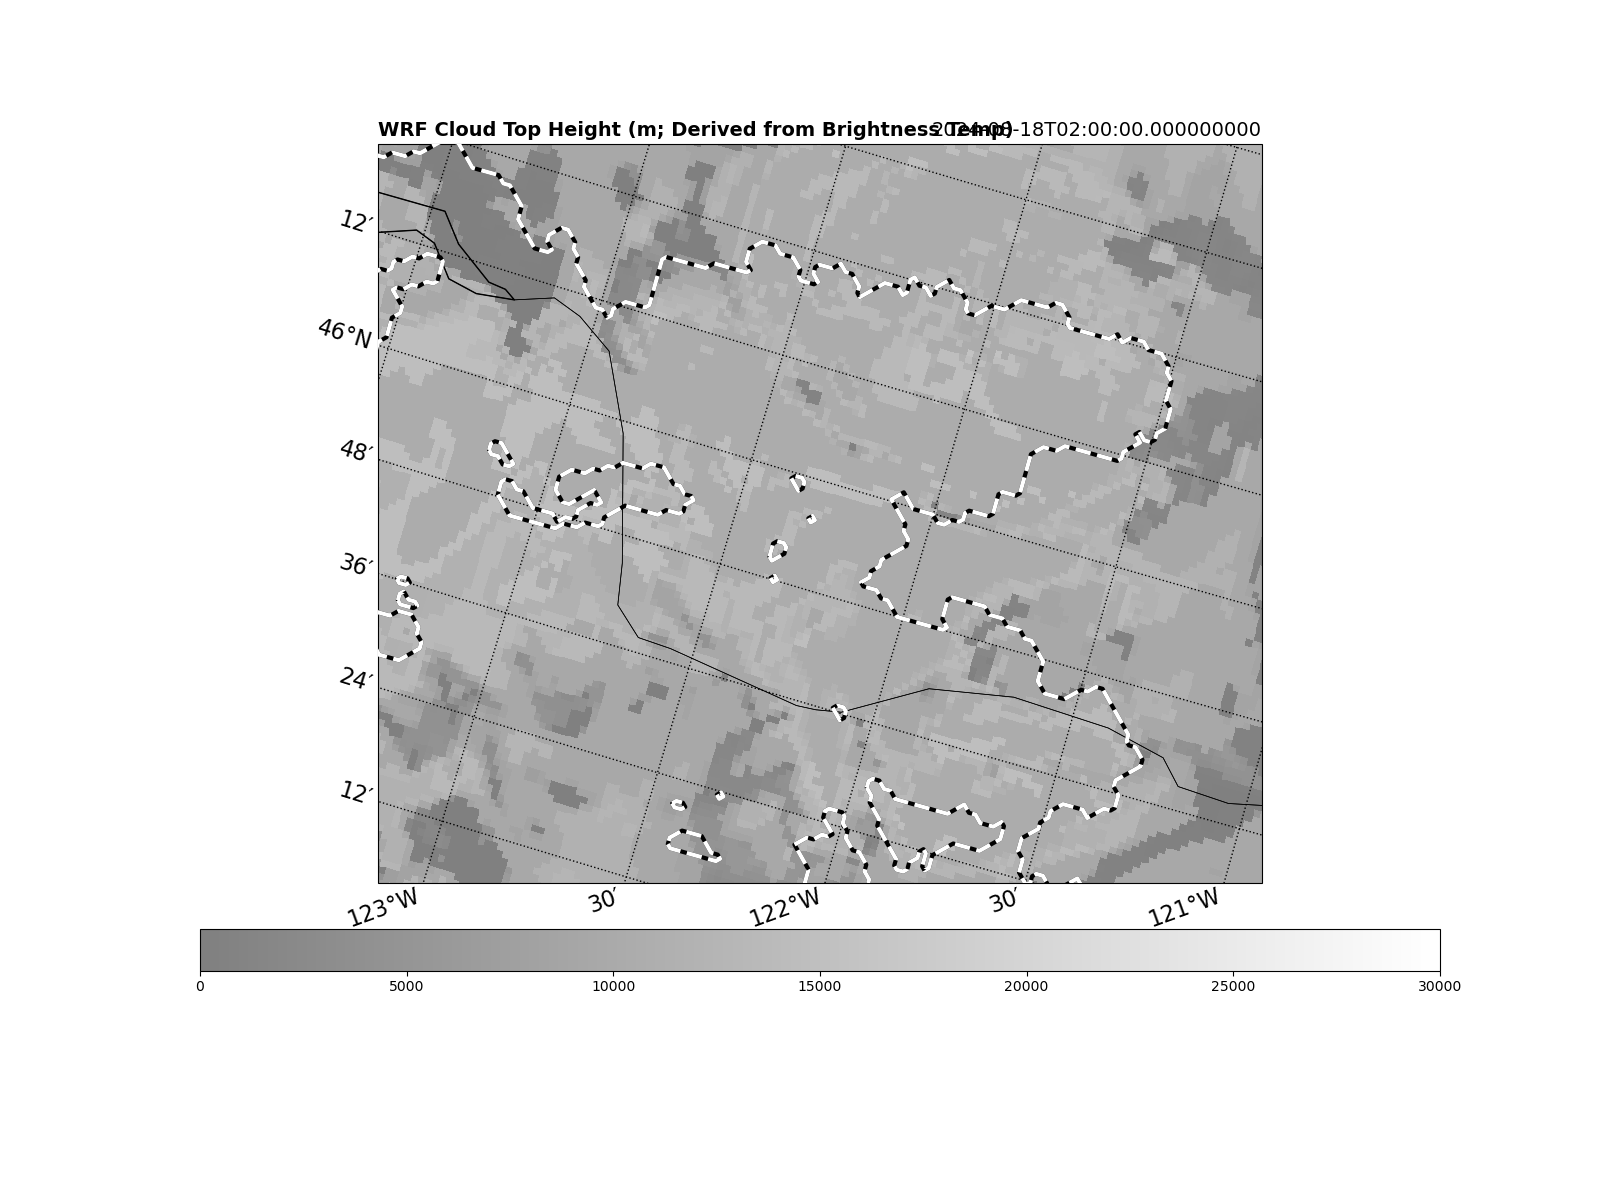 WRF Cloud Top Height (m; Derived from Brightness Temp)
2024-08-18T02:00:00.000000000
12′
46°N
48′
36′
24′
12′
123°W 30′ 122°W 30′ 121°W
0 5000 10000 15000 20000 25000 30000